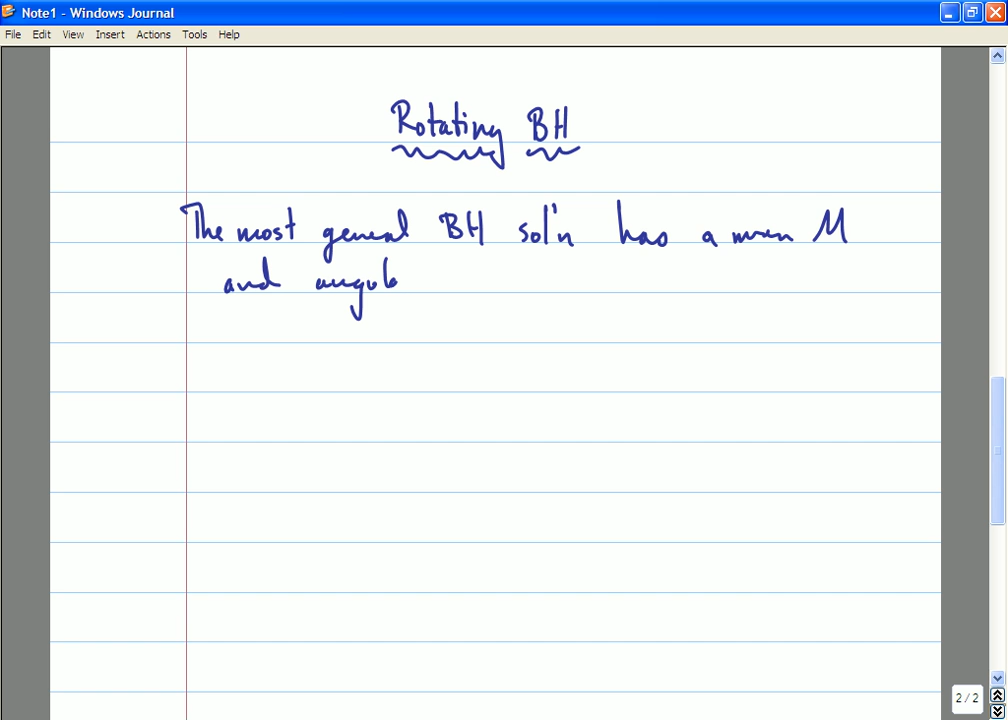 Note1 - Windows Journal
File Edit View Insert Actions Tools Help
Rotating BH
The most general BH sol'n has a mass M
and angul
2 / 2